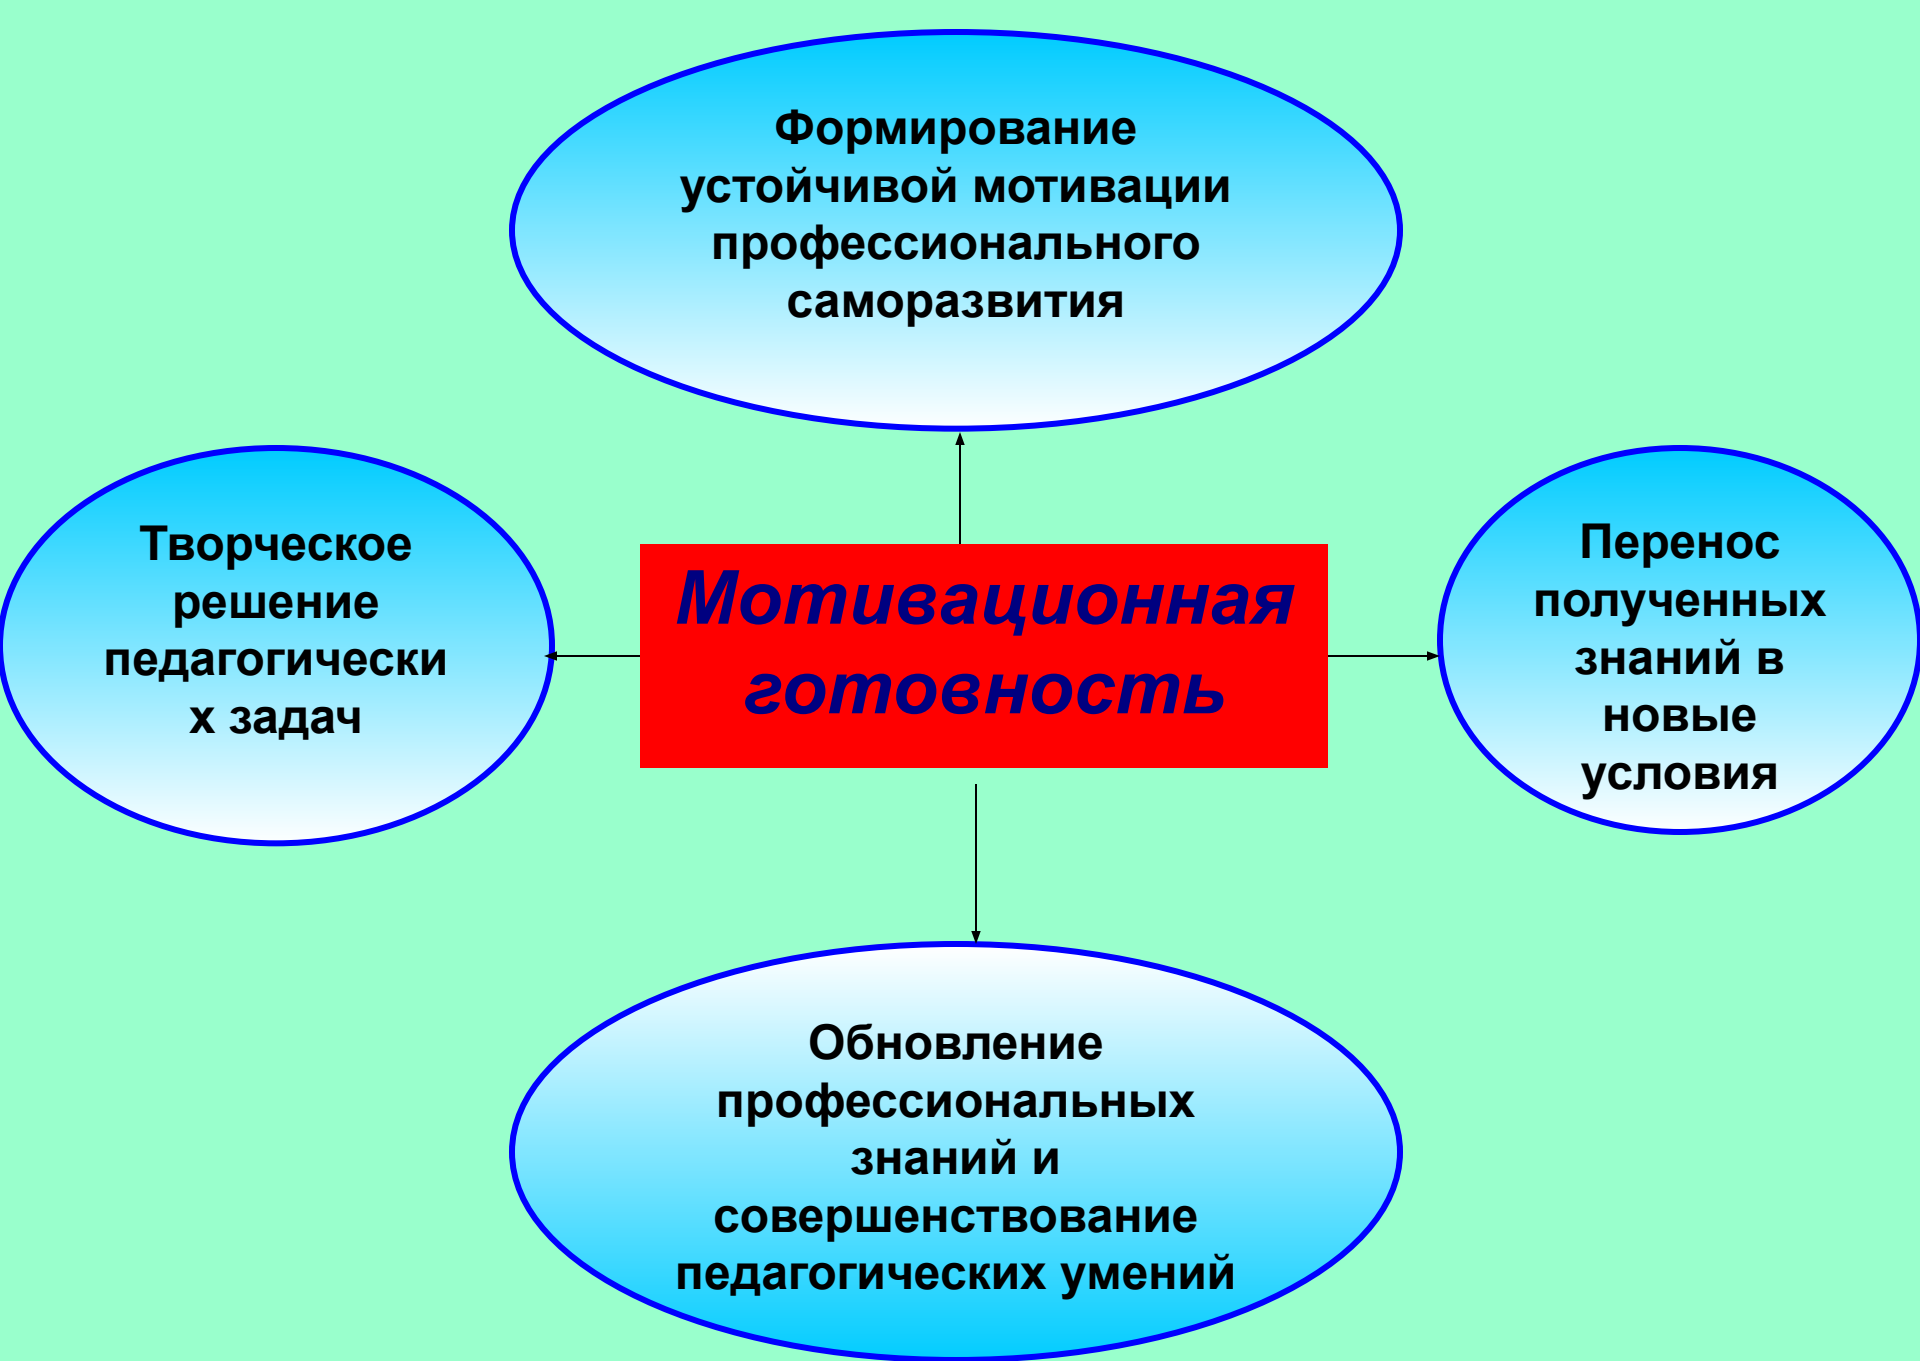 Формирование
устойчивой мотивации
профессионального
саморазвития
Творческое
решение
педагогически
х задач
Мотивационная
готовность
Перенос
полученных
знаний в
новые
условия
Обновление
профессиональных
знаний и
совершенствование
педагогических умений